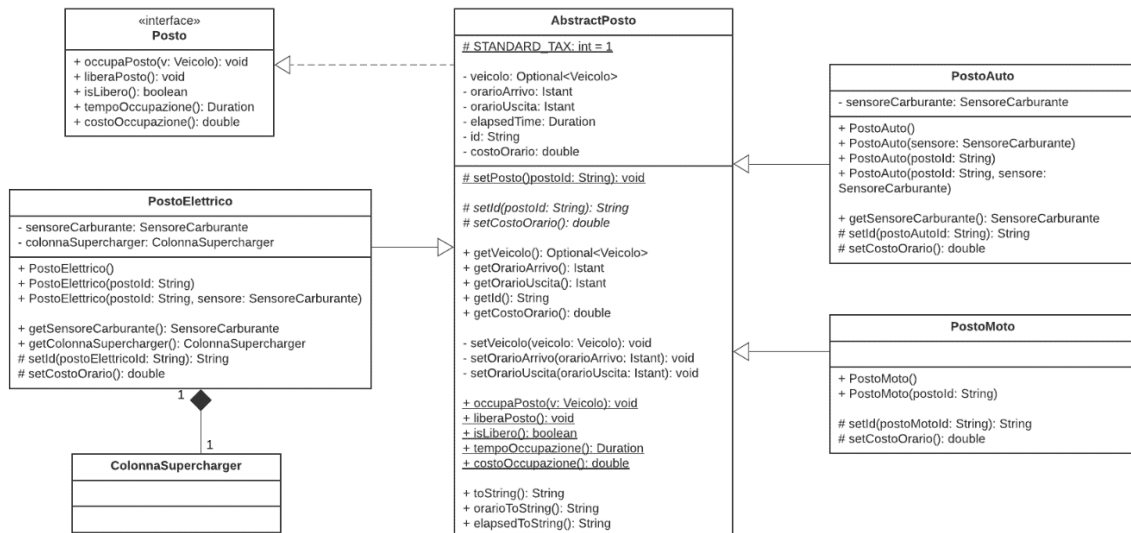 «interface»
Posto
+ occupaPosto(v: Veicolo): void
+ liberaPosto(): void
+ isLibero(): boolean
+ tempoOccupazione(): Duration
+ costoOccupazione(): double
AbstractPosto
# STANDARD_TAX: int = 1
- veicolo: Optional<Veicolo>
- orarioArrivo: Istant
- orarioUscita: Istant
- elapsedTime: Duration
- id: String
- costoOrario: double
# setPosto()postoId: String): void
# setId(postoId: String): String
# setCostoOrario(): double
+ getVeicolo(): Optional<Veicolo>
+ getOrarioArrivo(): Istant
+ getOrarioUscita(): Istant
+ getId(): String
+ getCostoOrario(): double
- setVeicolo(veicolo: Veicolo): void
- setOrarioArrivo(orarioArrivo: Istant): void
- setOrarioUscita(orarioUscita: Istant): void
+ occupaPosto(v: Veicolo): void
+ liberaPosto(): void
+ isLibero(): boolean
+ tempoOccupazione(): Duration
+ costoOccupazione(): double
+ toString(): String
+ orarioToString(): String
+ elapsedToString(): String
PostoAuto
- sensoreCarburante: SensoreCarburante
+ PostoAuto()
+ PostoAuto(sensore: SensoreCarburante)
+ PostoAuto(postoId: String)
+ PostoAuto(postoId: String, sensore:
SensoreCarburante)
+ getSensoreCarburante(): SensoreCarburante
# setId(postoAutoId: String): String
# setCostoOrario(): double
PostoElettrico
- sensoreCarburante: SensoreCarburante
- colonnaSupercharger: ColonnaSupercharger
+ PostoElettrico()
+ PostoElettrico(postoId: String)
+ PostoElettrico(postoId: String, sensore: SensoreCarburante)
+ getSensoreCarburante(): SensoreCarburante
+ getColonnaSupercharger(): ColonnaSupercharger
# setId(postoElettricoId: String): String
# setCostoOrario(): double
1
1
ColonnaSupercharger
PostoMoto
+ PostoMoto()
+ PostoMoto(postoId: String)
# setId(postoMotoId: String): String
# setCostoOrario(): double